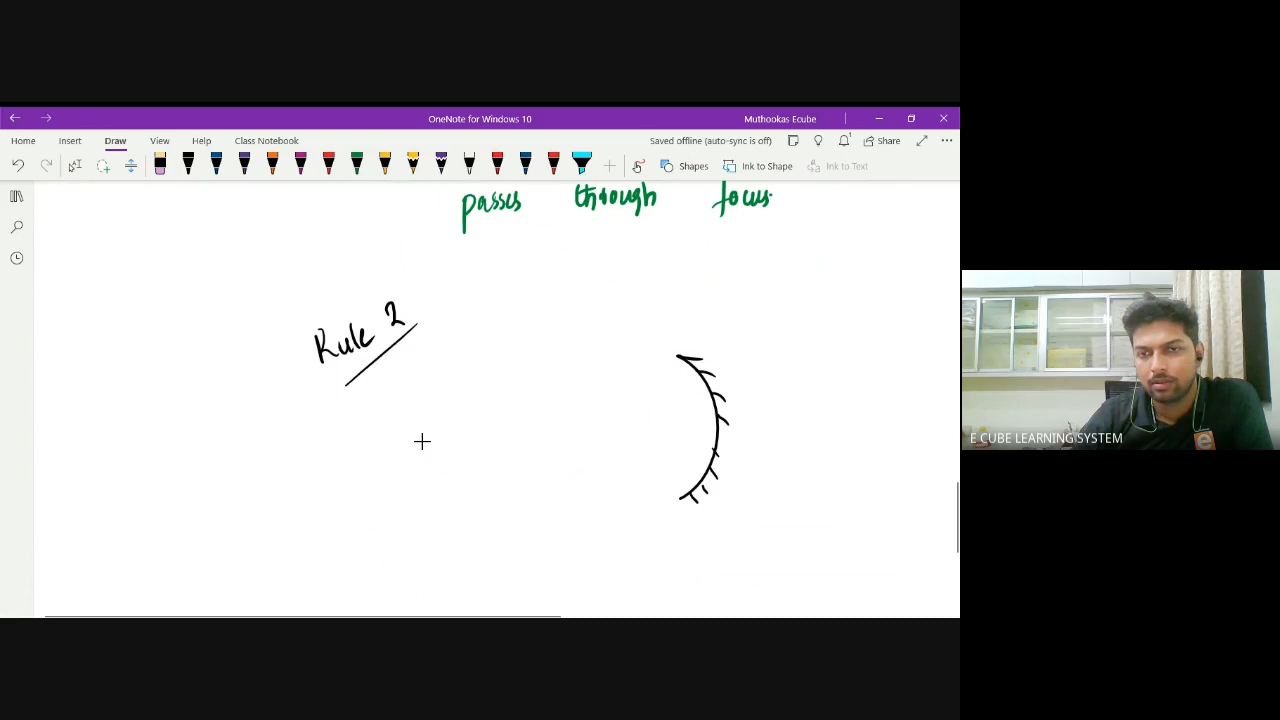 OneNote for Windows 10
Muthookas Ecube
Home Insert Draw View Help Class Notebook
Saved offline (auto-sync is off)
Share
Shapes
Ink to Shape
Ink to Text
passes through focus.
Rule 2
E CUBE LEARNING SYSTEM
e